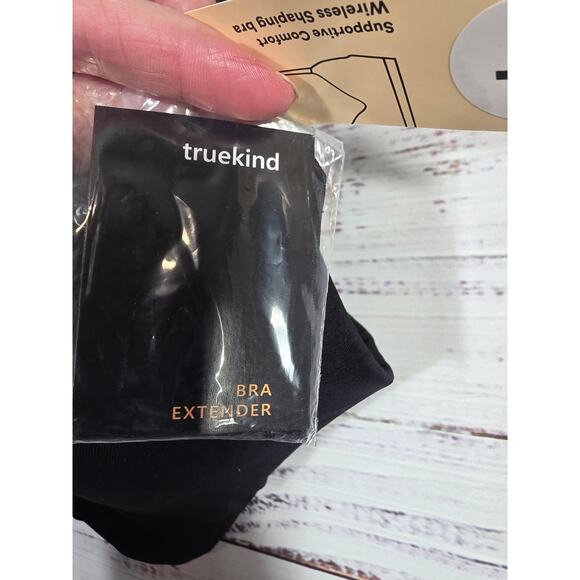 Supportive Comfort
Wireless Shaping bra
truekind
BRA
EXTENDER